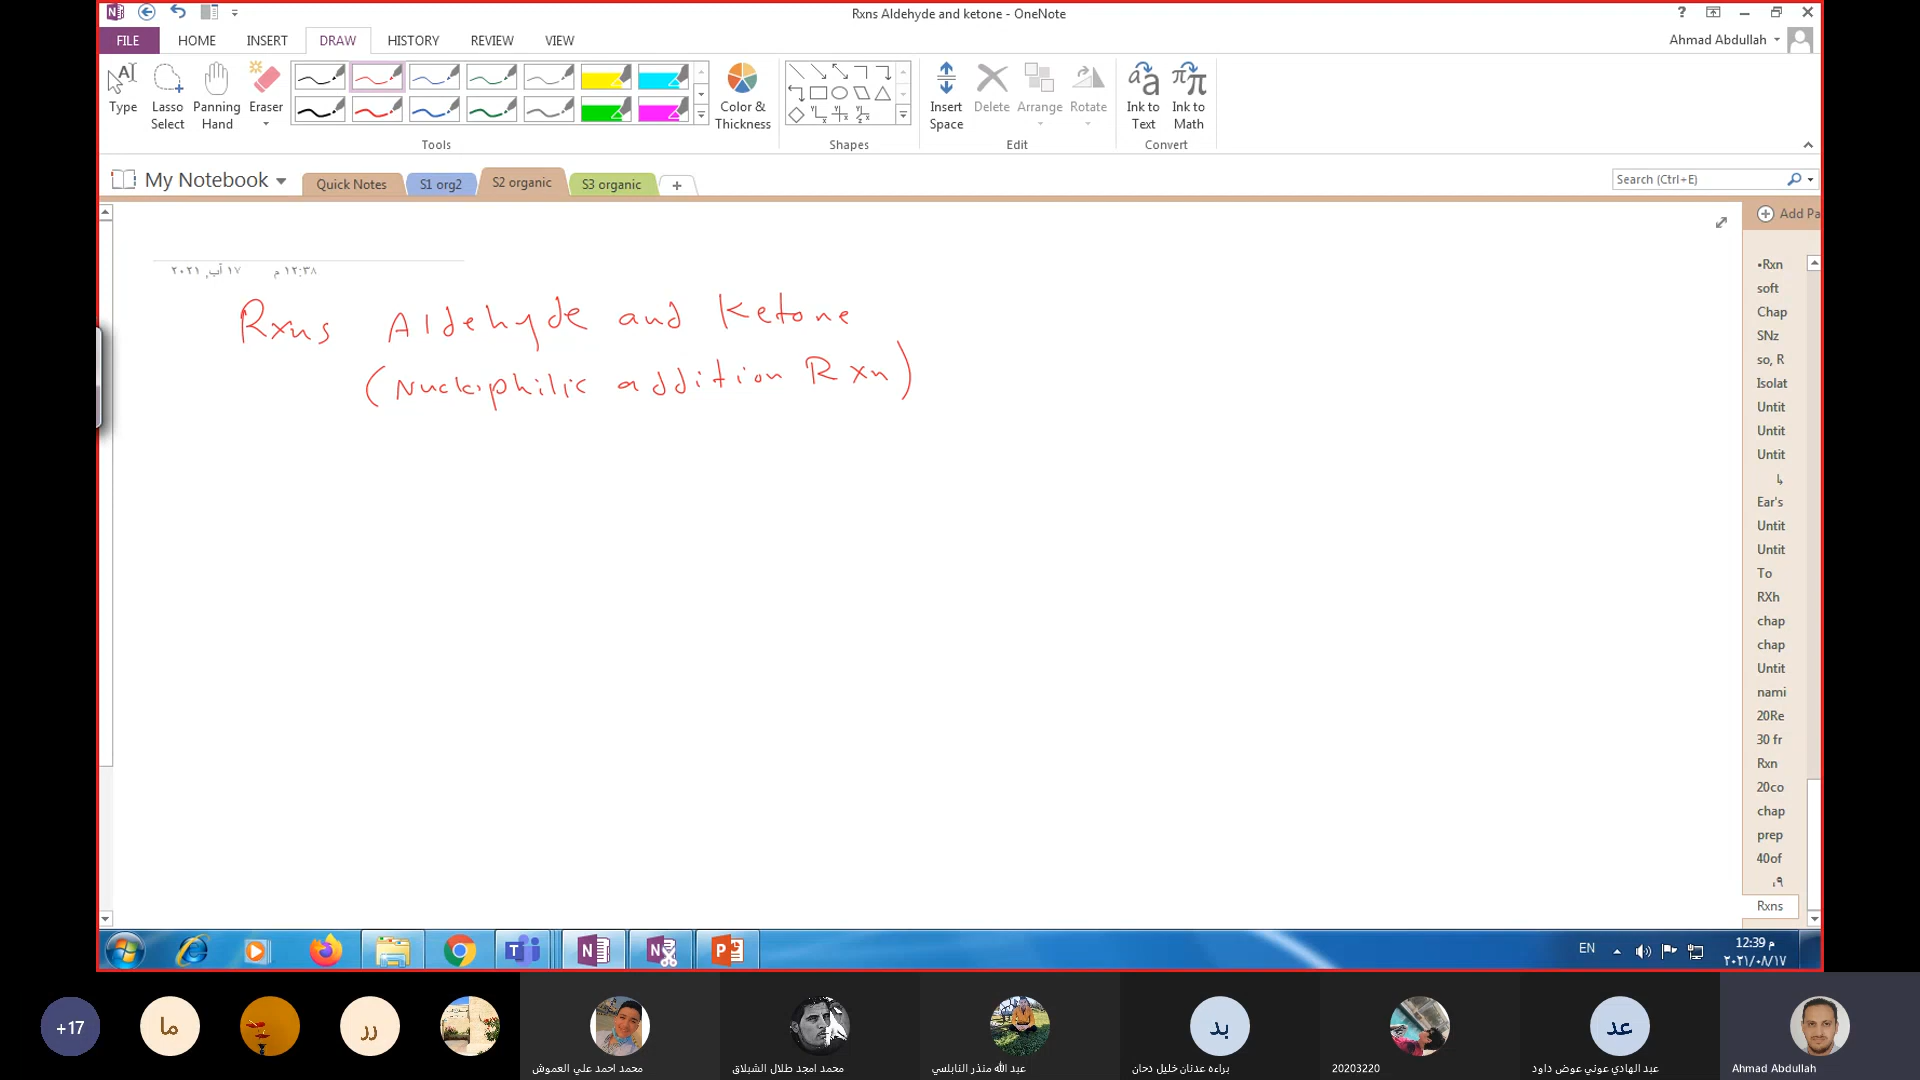 Rxns Aldehyde and ketone - OneNote
Ahmad Abdullah
FILE HOME INSERT DRAW HISTORY REVIEW VIEW
Type
Lasso Select
Panning Hand
Eraser
Color & Thickness
Insert Space
Delete
Arrange
Rotate
Ink to Text
Ink to Math
Tools
Shapes
Edit
Convert
My Notebook
Quick Notes
S1 org2
S2 organic
S3 organic
Search (Ctrl+E)
Add Pa
١٧ آب, ٢٠٢١ ١٢:٣٨ م
Rxns Aldehyde and Ketone
(Nucleophilic addition Rxn)
•Rxn
soft
Chap
SNz
so, R
Isolat
Untit
Untit
Untit
Ear's
Untit
Untit
To
RXh
chap
chap
Untit
nami
20Re
30 fr
Rxn
20co
chap
prep
40of
٩،
Rxns
EN
12:39 م
٢٠٢١/٠٨/١٧
+17
ما
رر
بد
عد
محمد احمد علي العموش
محمد امجد طلال الشبلاق
عبد الله منذر النابلسي
براءه عدنان خليل دحان
20203220
عبد الهادي عوني عوض داود
Ahmad Abdullah